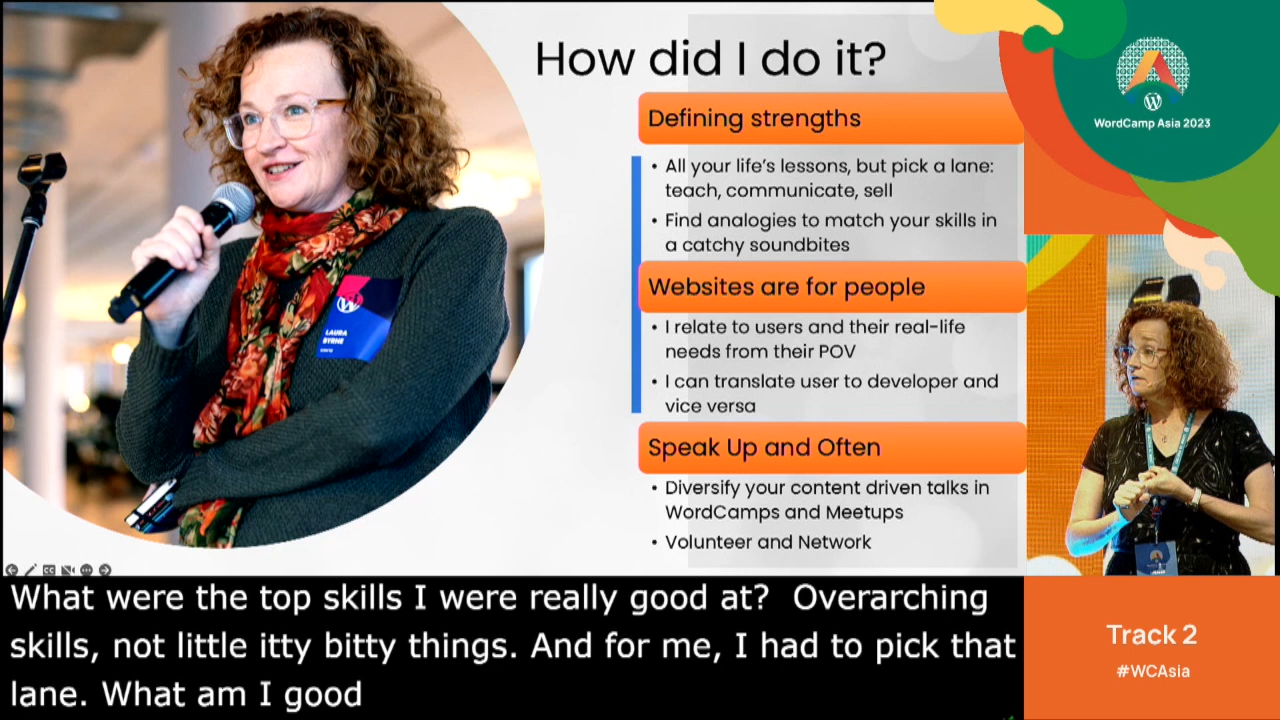 How did I do it?
Defining strengths
• All your life's lessons, but pick a lane:
teach, communicate, sell
• Find analogies to match your skills in
a catchy soundbites
Websites are for people
• I relate to users and their real-life
needs from their POV
• I can translate user to developer and
vice versa
Speak Up and Often
• Diversify your content driven talks in
WordCamps and Meetups
• Volunteer and Network
LAURA
BYRNE
WordCamp Asia 2023
What were the top skills I were really good at?  Overarching
skills, not little itty bitty things. And for me, I had to pick that
lane. What am I good
Track 2
#WCAsia